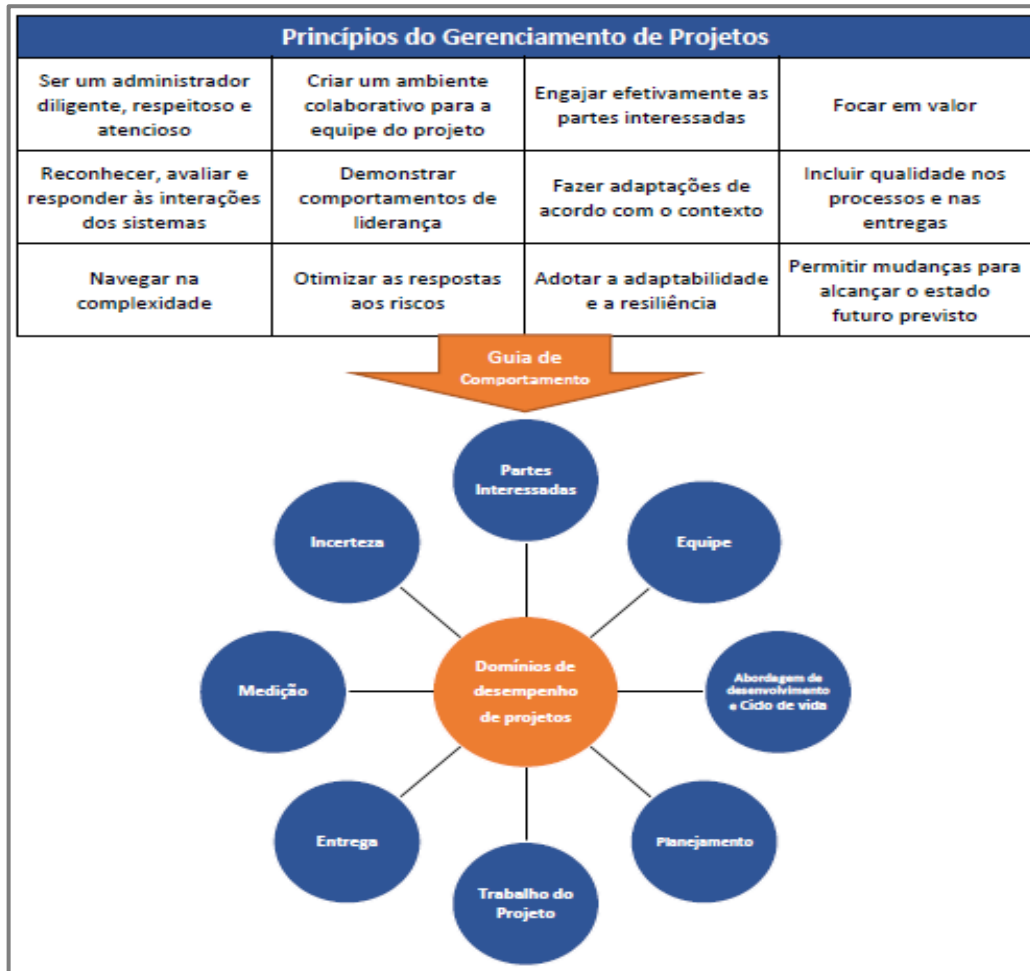 Princípios do Gerenciamento de Projetos
Ser um administrador
diligente, respeitoso e
atencioso
Criar um ambiente
colaborativo para a
equipe do projeto
Engajar efetivamente as
partes interessadas
Focar em valor
Reconhecer, avaliar e
responder às interações
dos sistemas
Demonstrar
comportamentos de
liderança
Fazer adaptações de
acordo com o contexto
Incluir qualidade nos
processos e nas
entregas
Navegar na
complexidade
Otimizar as respostas
aos riscos
Adotar a adaptabilidade
e a resiliência
Permitir mudanças para
alcançar o estado
futuro previsto
Guia de
Comportamento
Partes
Interessadas
Incerteza
Equipe
Domínios de
desempenho
de projetos
Medição
Abordagem de
desenvolvimento
e Ciclo de vida
Entrega
Planejamento
Trabalho do
Projeto